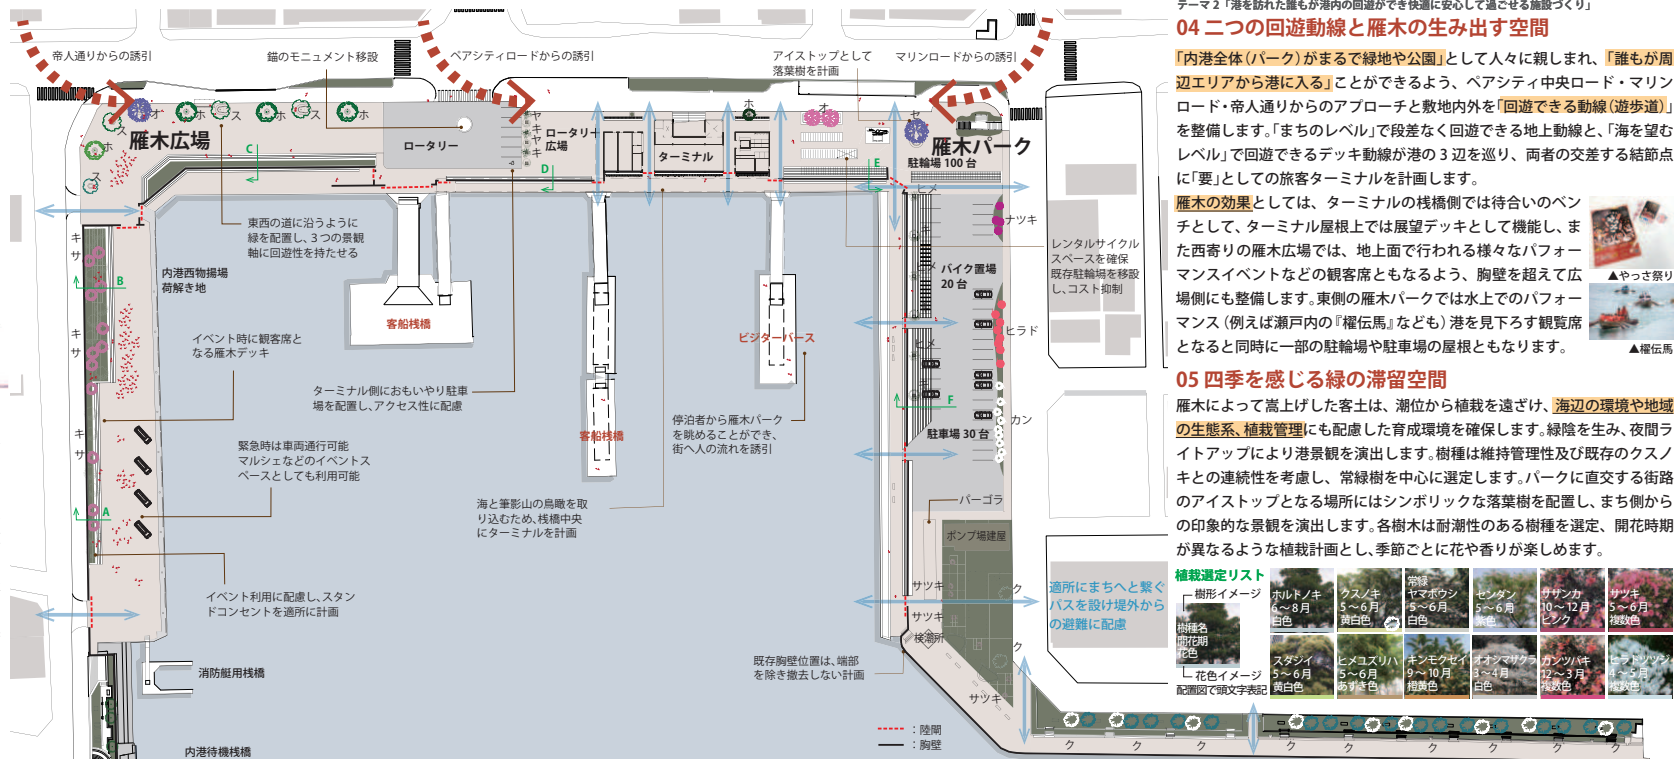 テーマ2「港を訪れた誰もが港内の回遊ができ快適に安心して過ごせる施設づくり」
04 二つの回遊動線と雁木の生み出す空間
「内港全体(パーク)がまるで緑地や公園」として人々に親しまれ、「誰もが周
辺エリアから港に入る」ことができるよう、ペアシティ中央ロード・マリン
ロード・帝人通りからのアプローチと敷地内外を「回遊できる動線(遊歩道)」
を整備します。「まちのレベル」で段差なく回遊できる地上動線と、「海を望む
レベル」で回遊できるデッキ動線が港の3辺を巡り、両者の交差する結節点
に「要」としての旅客ターミナルを計画します。
雁木の効果としては、ターミナルの桟橋側では待合いのベン
チとして、ターミナル屋根上では展望デッキとして機能し、ま
た西寄りの雁木広場では、地上面で行われる様々なパフォー
マンスイベントなどの観客席ともなるよう、胸壁を超えて広
場側にも整備します。東側の雁木パークでは水上でのパフォー
マンス(例えば瀬戸内の『櫂伝馬』なども)港を見下ろす観覧席
となると同時に一部の駐輪場や駐車場の屋根ともなります。
▲やっさ祭り
▲櫂伝馬
05 四季を感じる緑の滞留空間
雁木によって嵩上げした客土は、潮位から植栽を遠ざけ、海辺の環境や地域
の生態系、植栽管理にも配慮した育成環境を確保します。緑陰を生み、夜間ラ
イトアップにより港景観を演出します。樹種は維持管理性及び既存のクスノ
キとの連続性を考慮し、常緑樹を中心に選定します。パークに直交する街路
のアイストップとなる場所にはシンボリックな落葉樹を配置し、まち側から
の印象的な景観を演出します。各樹木は耐潮性のある樹種を選定、開花時期
が異なるような植栽計画とし、季節ごとに花や香りが楽しめます。
植栽選定リスト
樹形イメージ
樹種名
開花期
花色
花色イメージ
配置図で頭文字表記
ホルトノキ
6~8月
白色
クスノキ
5~6月
黄白色
常緑
ヤマボウシ
5~6月
白色
センダン
5~6月
紫色
サザンカ
10~12月
ピンク
サツキ
5~6月
複数色
スダジイ
5~6月
黄白色
ヒメユズリハ
5~6月
あずき色
キンモクセイ
9~10月
橙黄色
オオシマザクラ
3~4月
白色
カンツバキ
12~3月
複数色
ヒラドツツジ
4~5月
複数色
帝人通りからの誘引
錨のモニュメント移設
ペアシティロードからの誘引
アイストップとして
落葉樹を計画
マリンロードからの誘引
雁木広場
ロータリー
ロータリー
広場
ターミナル
雁木パーク
駐輪場 100 台
オ
ホ
ス
ホ
ス
ホ
ス
ホ
ス
ヤ
キ
ヤ
キ
ホ
オ
セ
C
D
E
B
A
F
東西の道に沿うように
緑を配置し、3つの景観
軸に回遊性を持たせる
内港西物揚場
荷解き地
キ
サ
キ
サ
キ
サ
イベント時に観客席と
なる雁木デッキ
客船桟橋
ターミナル側におもいやり駐車
場を配置し、アクセス性に配慮
緊急時は車両通行可能
マルシェなどのイベントス
ペースとしても利用可能
客船桟橋
ビジターバース
停泊者から雁木パーク
を眺めることができ、
街へ人の流れを誘引
海と筆影山の鳥瞰を取
り込むため、桟橋中央
にターミナルを計画
イベント利用に配慮し、スタン
ドコンセントを適所に計画
消防艇用桟橋
内港待機桟橋
既存胸壁位置は、端部
を除き撤去しない計画
:陸閘
:胸壁
ヒメ
メ
ヒメ
ナツキ
バイク置場
20 台
ヒラド
レンタルサイクル
スペースを確保
既存駐輪場を移設
し、コスト抑制
カン
駐車場 30 台
パーゴラ
ポンプ場建屋
サツキ
サツキ
検潮所
サツキ
ク
ク
適所にまちへと繋ぐ
パスを設け堤外から
の避難に配慮
ク
ク
ク
ク
ク
ク
ク
ク
ク